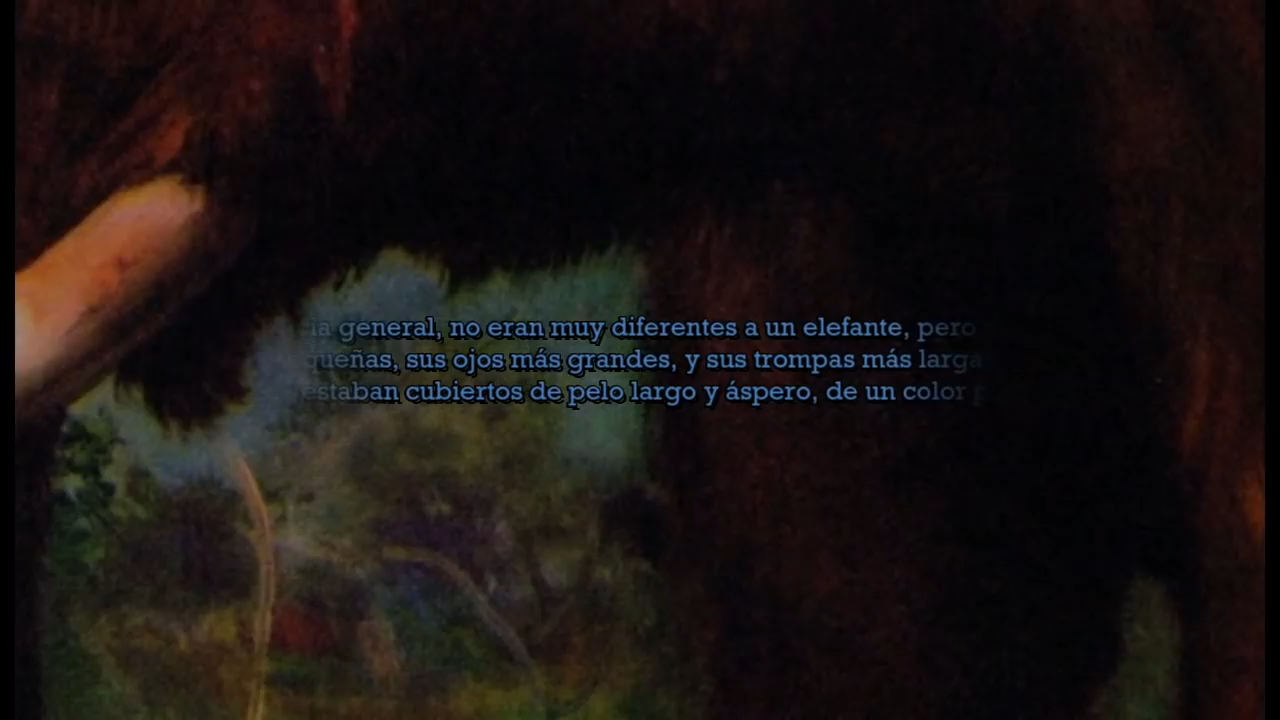 general, no eran muy diferentes a un elefante, pero
sus ojos más grandes, y sus trompas más
estaban cubiertos de pelo largo y áspero, de un color